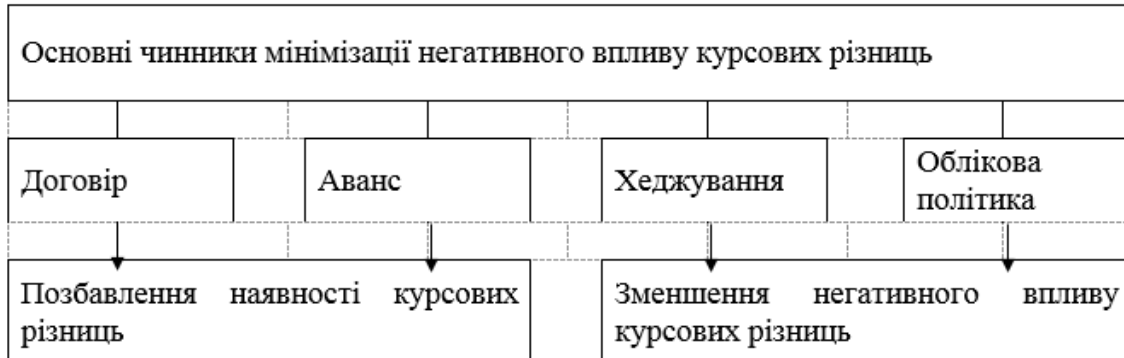 Основні чинники мінімізації негативного впливу курсових різниць
Договір
Аванс
Хеджування
Облікова
політика
Позбавлення наявності курсових
різниць
Зменшення негативного впливу
курсових різниць